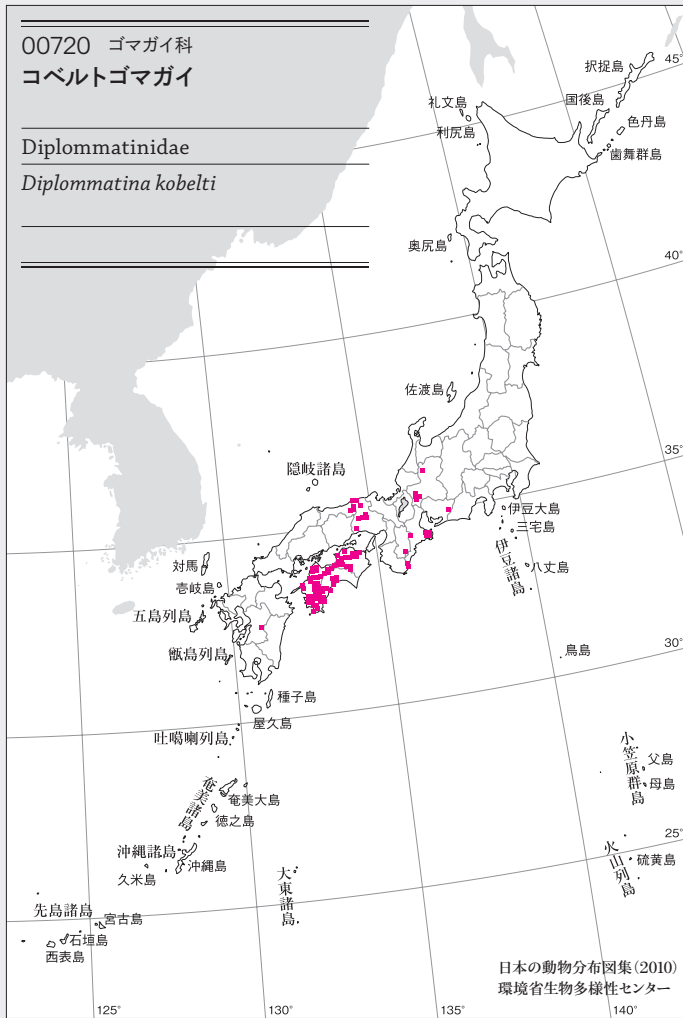 00720 ゴマガイ科
コベルトゴマガイ
Diplommatinidae
Diplommatina kobelti
45°
択捉島
国後島
礼文島
色丹島
利尻島
歯舞群島
奥尻島
40°
佐渡島
35°
隠岐諸島
伊豆大島
三宅島
伊豆諸島
八丈島
対馬
壱岐島
五島列島
甑島列島
鳥島
30°
種子島
屋久島
吐噶喇列島
小笠原群島
父島
母島
奄美諸島
奄美大島
徳之島
25°
沖縄諸島
沖縄島
久米島
火山列島
硫黄島
大東諸島
先島諸島
宮古島
石垣島
西表島
日本の動物分布図集(2010)
環境省生物多様性センター
125°
130°
135°
140°